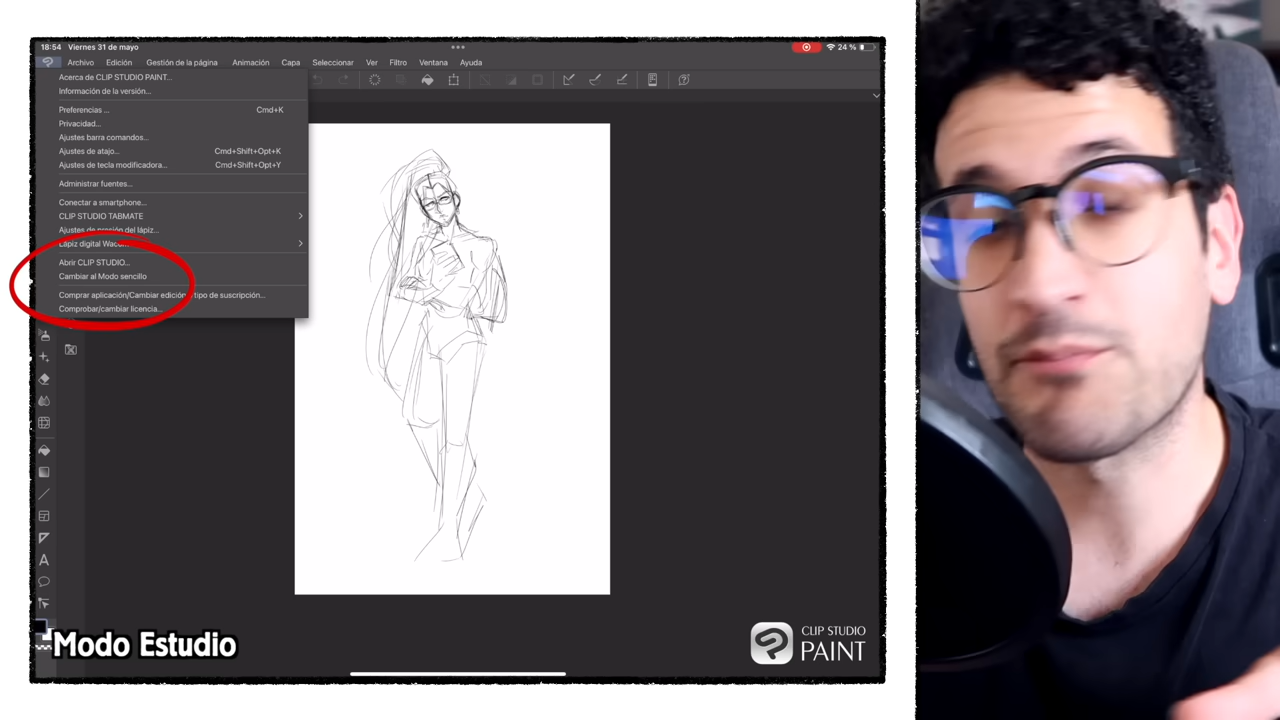 18:54 Viernes 31 de mayo
24 %
Archivo Edición Gestión de la página Animación Capa Seleccionar Ver Filtro Ventana Ayuda
Acerca de CLIP STUDIO PAINT...
Información de la versión...
Preferencias ... Cmd+K
Privacidad...
Ajustes barra comandos...
Ajustes de atajo... Cmd+Shift+Opt+K
Ajustes de tecla modificadora... Cmd+Shift+Opt+Y
Administrar fuentes...
Conectar a smartphone...
CLIP STUDIO TABMATE
Ajustes de presión del lápiz...
Lápiz digital
Abrir CLIP STUDIO...
Cambiar al Modo sencillo
Comprar aplicación/Cambiar edición tipo de suscripción...
Comprobar/cambiar licencia...
Modo Estudio
CLIP STUDIO
PAINT